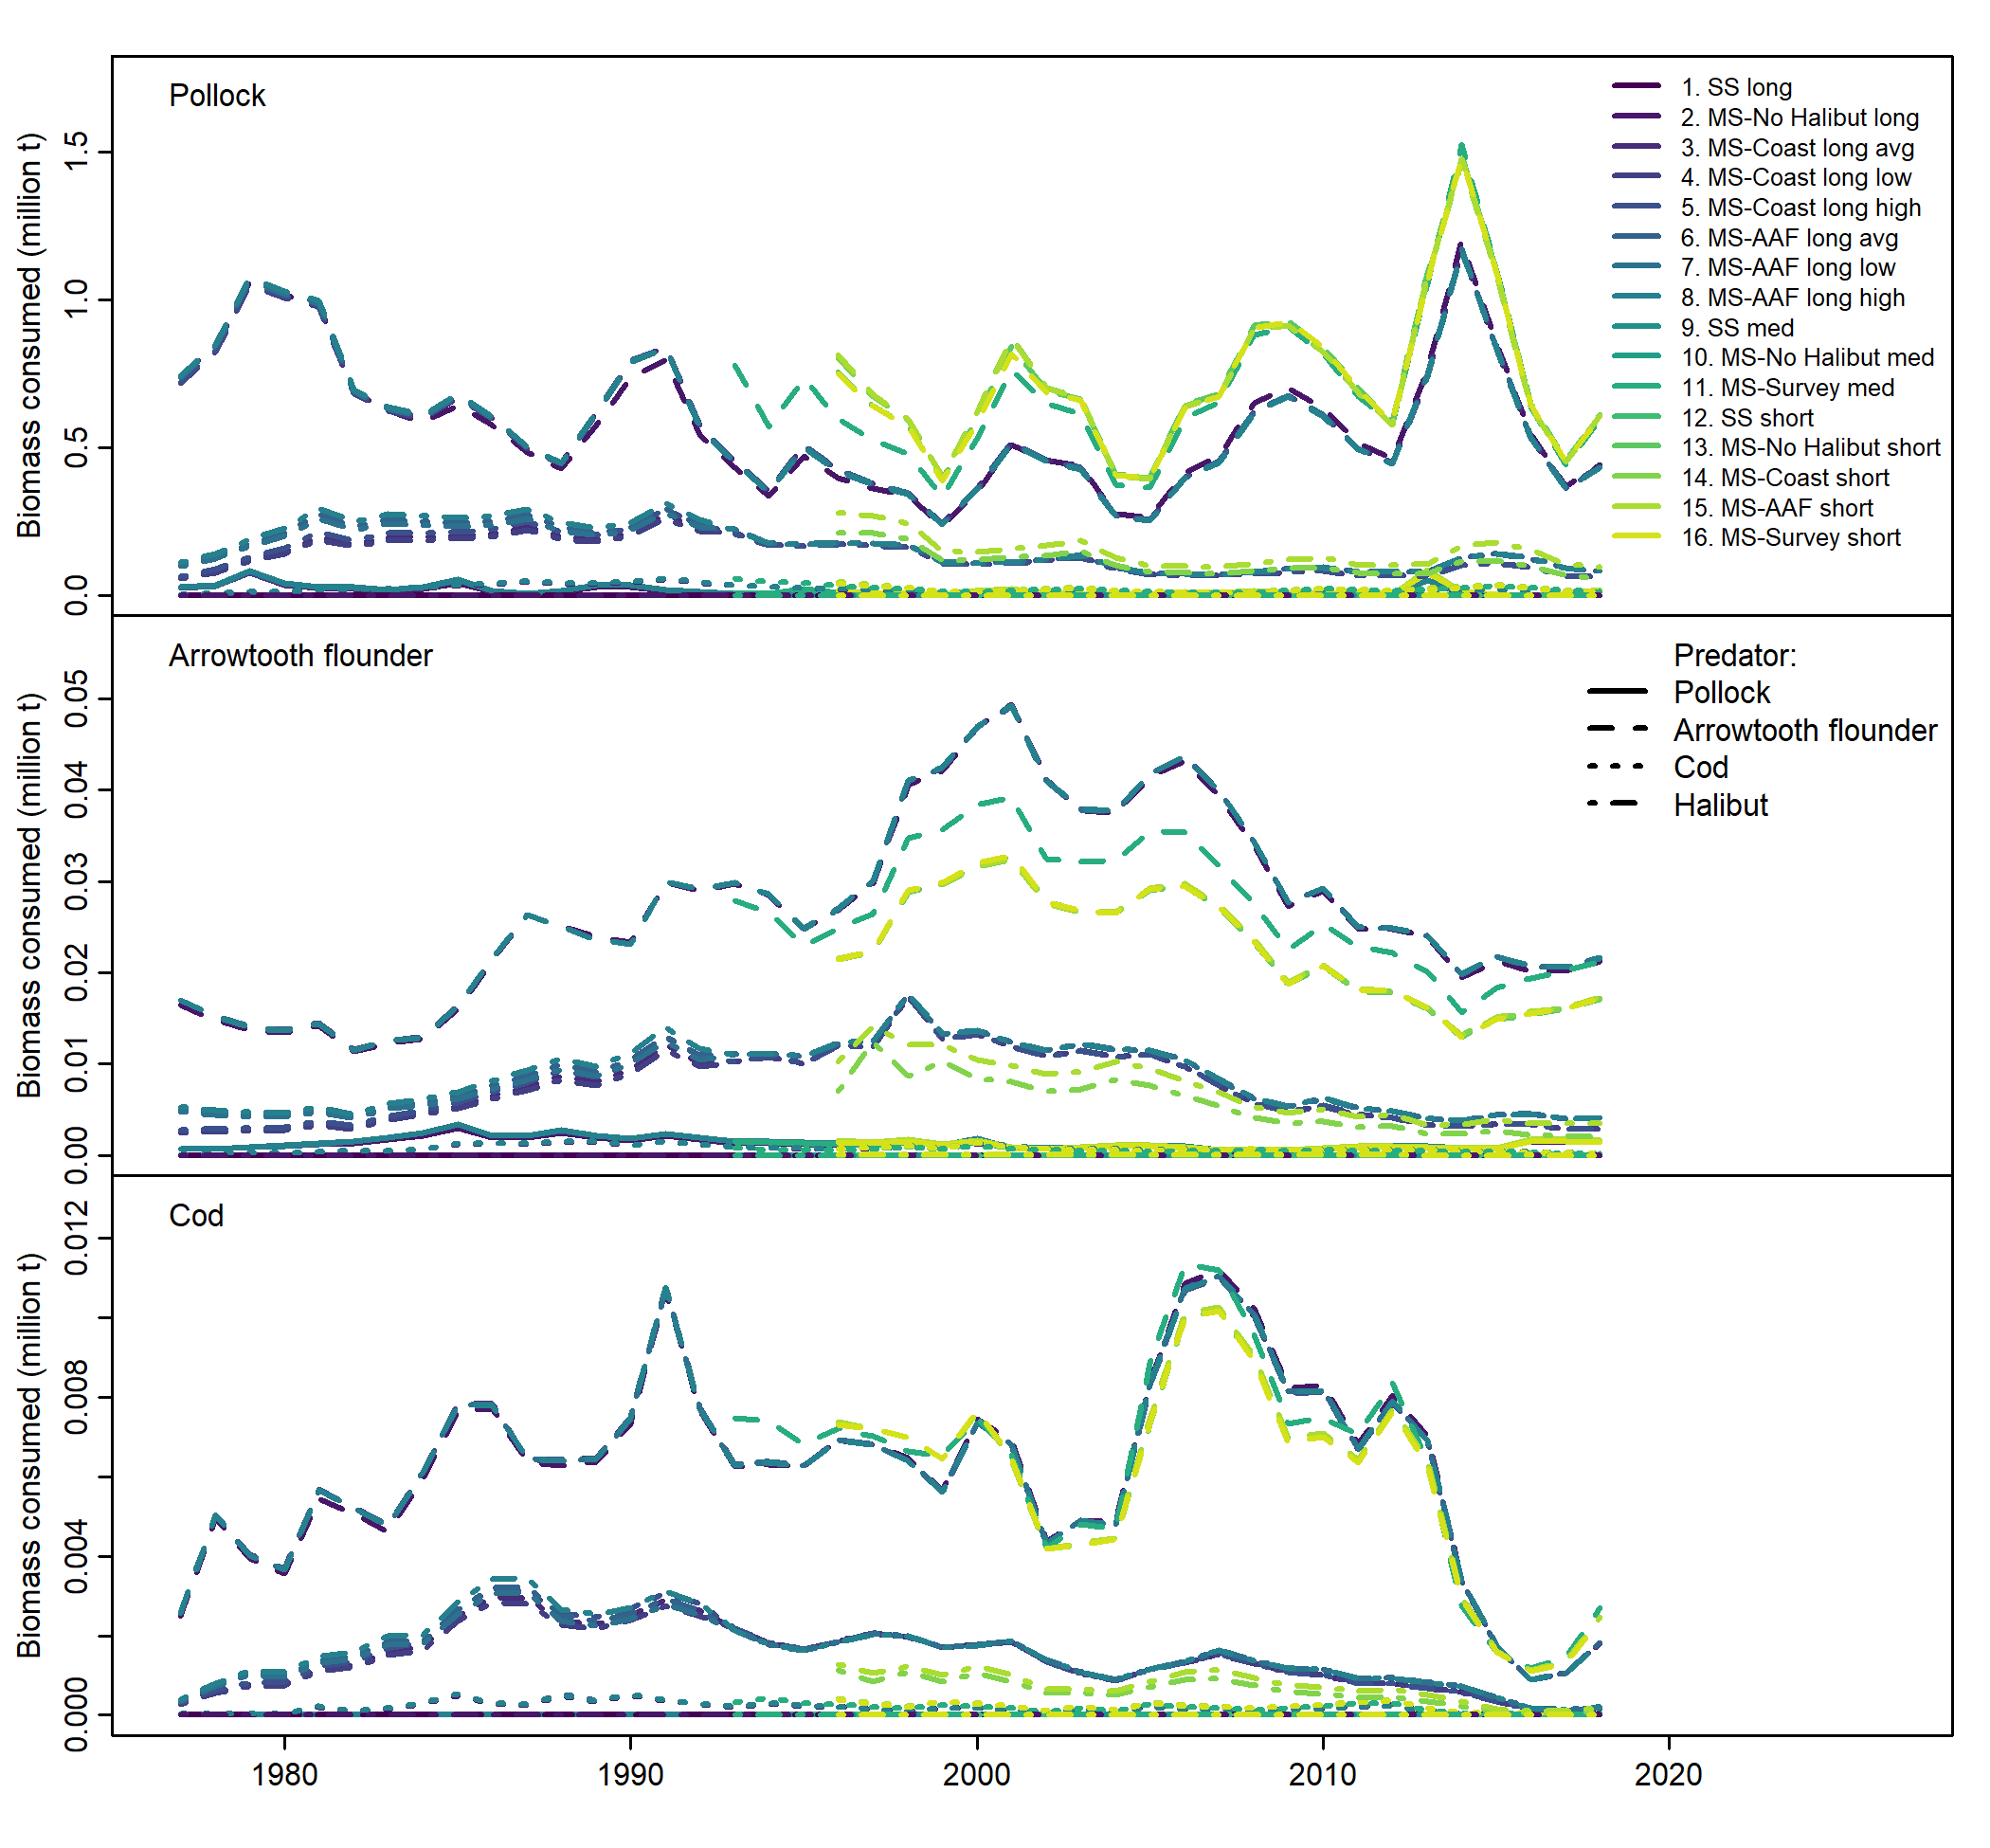 Pollock
Biomass consumed (million t)
0.0
0.5
1.0
1.5
1. SS long
2. MS-No Halibut long
3. MS-Coast long avg
4. MS-Coast long low
5. MS-Coast long high
6. MS-AAF long avg
7. MS-AAF long low
8. MS-AAF long high
9. SS med
10. MS-No Halibut med
11. MS-Survey med
12. SS short
13. MS-No Halibut short
14. MS-Coast short
15. MS-AAF short
16. MS-Survey short
Arrowtooth flounder
Biomass consumed (million t)
0.00
0.01
0.02
0.03
0.04
0.05
Predator:
Pollock
Arrowtooth flounder
Cod
Halibut
Cod
Biomass consumed (million t)
0.000
0.004
0.008
0.012
1980
1990
2000
2010
2020